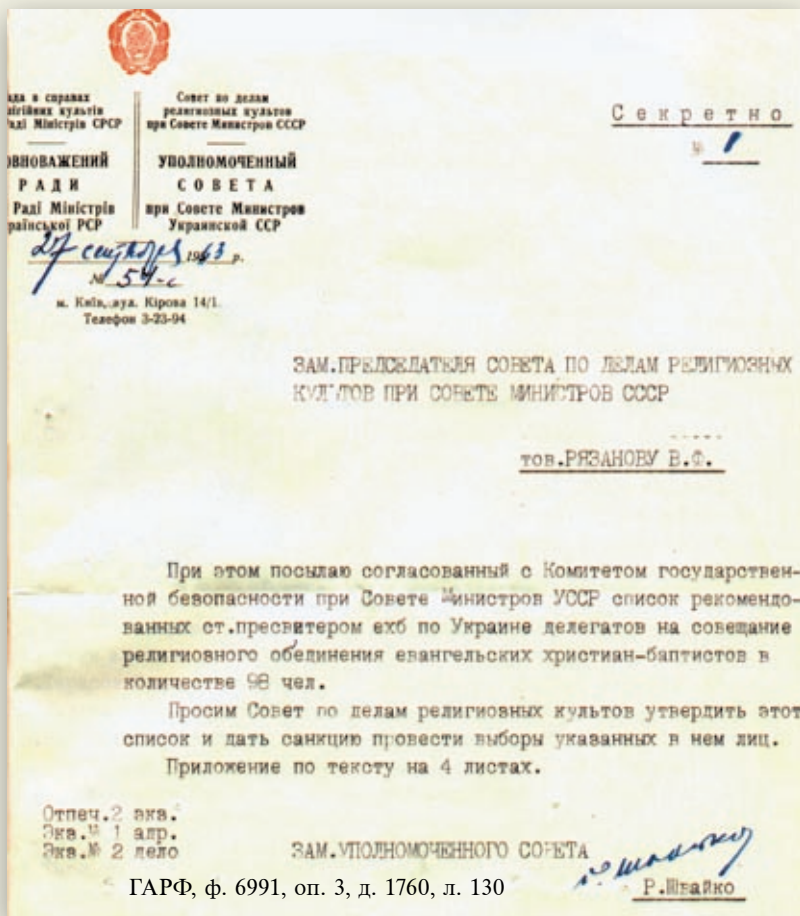 ада в справах
лігійних культів
Раді Міністрів СРСР
ОВНОВАЖЕНИЙ
РАДИ
Раді Міністрів
раїнської РСР
Совет по делам
религиозных культов
при Совете Министров СССР
УПОЛНОМОЧЕННЫЙ
СОВЕТА
при Совете Министров
Украинской ССР
27 сентября 1963 р.
№ 54-с
м. Київ, вул. Кірова 14/1.
Телефон 3-23-94
Секретно
№ 1
ЗАМ.ПРЕДСЕДАТЕЛЯ СОВЕТА ПО ДЕЛАМ РЕЛИГИОЗНЫХ
КУЛЬТОВ ПРИ СОВЕТЕ МИНИСТРОВ СССР
тов.РЯЗАНОВУ В.Ф.
При этом посылаю согласованный с Комитетом государствен-
ной безопасности при Совете Министров УССР список рекомендо-
ванных ст.пресвитером ехб по Украине делегатов на совещание
религиозного обединения евангельских христиан-баптистов в
количестве 98 чел.
Просим Совет по делам религиозных культов утвердить этот
список и дать санкцию провести выборы указанных в нем лиц.
Приложение по тексту на 4 листах.
Отпеч.2 экз.
Экз.№ 1 адр.
Экз.№ 2 дело
ЗАМ.УПОЛНОМОЧЕННОГО СОВЕТА
Р.Швайко
ГАРФ, ф. 6991, оп. 3, д. 1760, л. 130